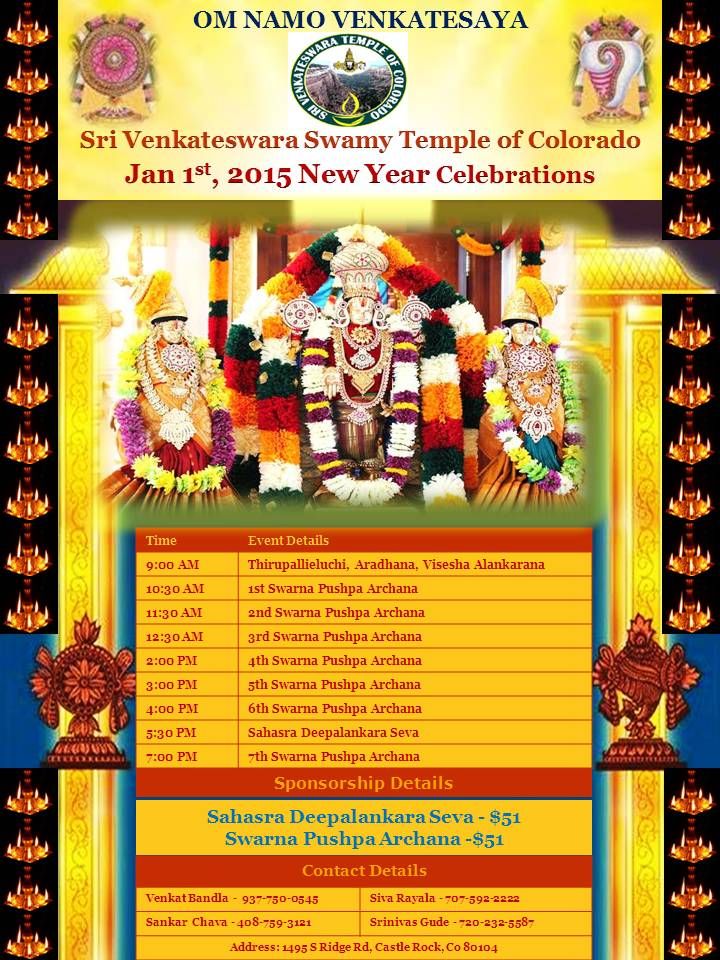 OM NAMO VENKATESAYA
SRI VENKATESWARA TEMPLE OF COLORADO
Sri Venkateswara Swamy Temple of Colorado
Jan 1st, 2015 New Year Celebrations
Time Event Details
9:00 AM Thirupallieluchi, Aradhana, Visesha Alankarana
10:30 AM 1st Swarna Pushpa Archana
11:30 AM 2nd Swarna Pushpa Archana
12:30 AM 3rd Swarna Pushpa Archana
2:00 PM 4th Swarna Pushpa Archana
3:00 PM 5th Swarna Pushpa Archana
4:00 PM 6th Swarna Pushpa Archana
5:30 PM Sahasra Deepalankara Seva
7:00 PM 7th Swarna Pushpa Archana
Sponsorship Details
Sahasra Deepalankara Seva - $51
Swarna Pushpa Archana -$51
Contact Details
Venkat Bandla - 937-750-0545 Siva Rayala - 707-592-2222
Sankar Chava - 408-759-3121 Srinivas Gude - 720-232-5587
Address: 1495 S Ridge Rd, Castle Rock, Co 80104